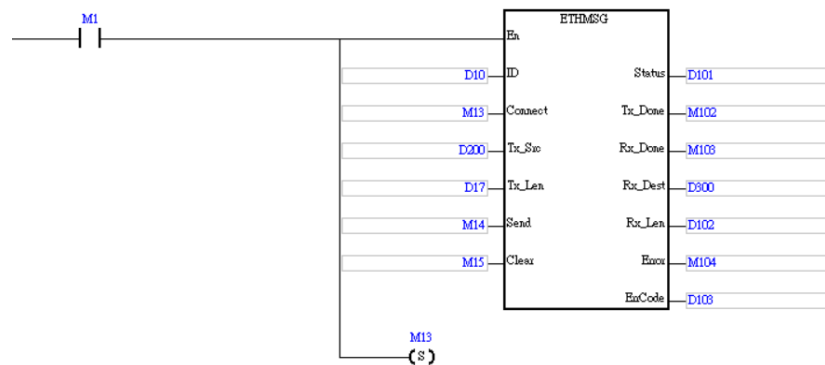 M1
ETHMSG
En
D10 ID Status D101
M13 Connect Tx_Done M102
D200 Tx_Src Rx_Done M103
D17 Tx_Len Rx_Dest D300
M14 Send Rx_Len D102
M15 Clear Error M104
ErrCode D103
M13
S